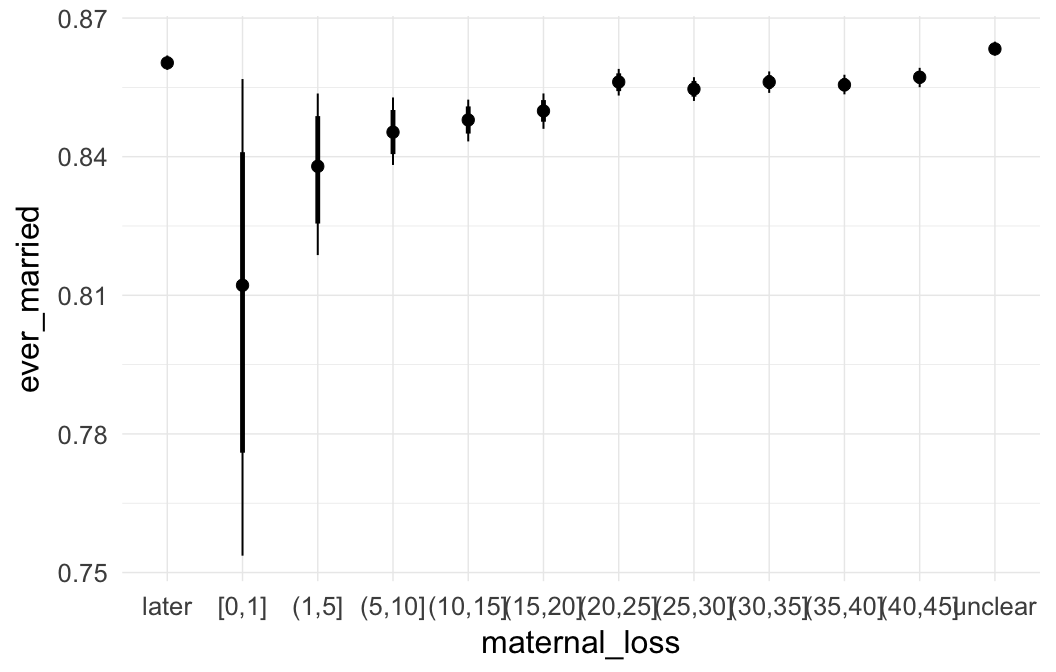 0.87
0.84
0.81
0.78
0.75
ever_married
later [0,1] (1,5] (5,10] (10,15] (15,20] (20,25] (25,30] (30,35] (35,40] (40,45] unclear
maternal_loss